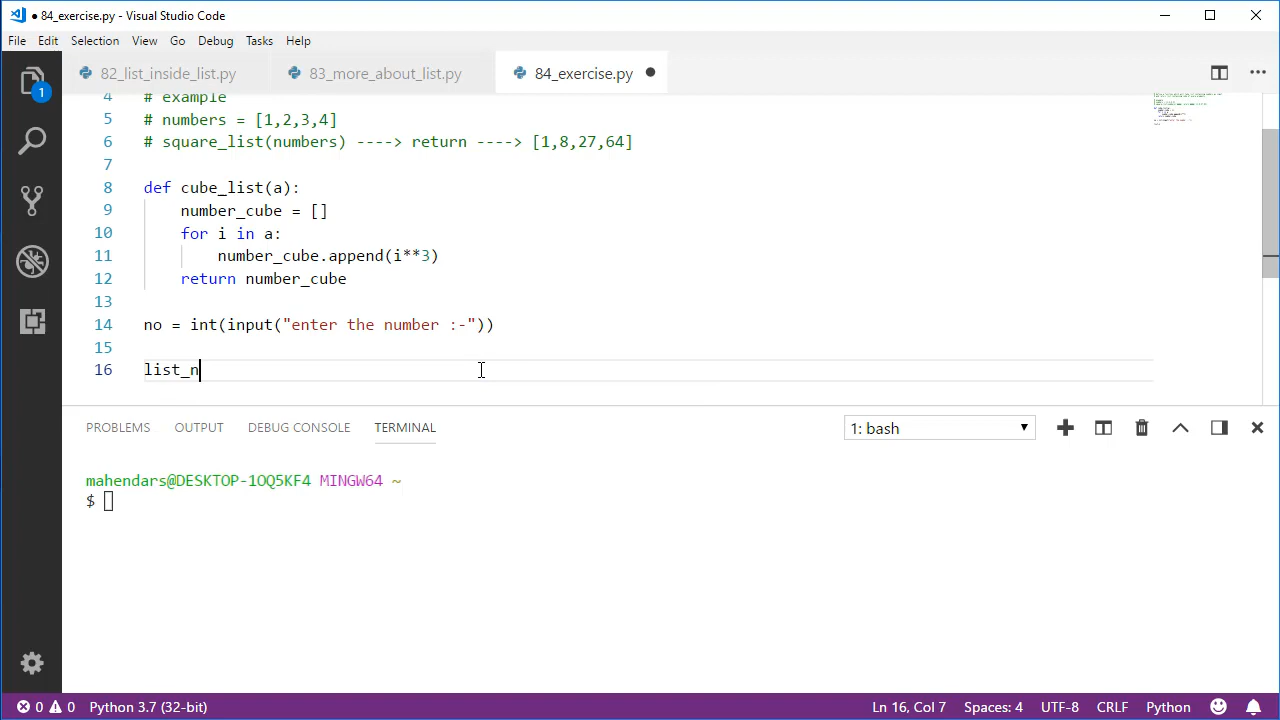 ● 84_exercise.py - Visual Studio Code
File Edit Selection View Go Debug Tasks Help
82_list_inside_list.py 83_more_about_list.py 84_exercise.py ●
4 # example
5 # numbers = [1,2,3,4]
6 # square_list(numbers) ----> return ----> [1,8,27,64]
7
8 def cube_list(a):
9 number_cube = []
10 for i in a:
11 number_cube.append(i**3)
12 return number_cube
13
14 no = int(input("enter the number :-"))
15
16 list_n
1
PROBLEMS OUTPUT DEBUG CONSOLE TERMINAL 1: bash
mahendars@DESKTOP-1OQ5KF4 MINGW64 ~
$
0 0 Python 3.7 (32-bit) Ln 16, Col 7 Spaces: 4 UTF-8 CRLF Python